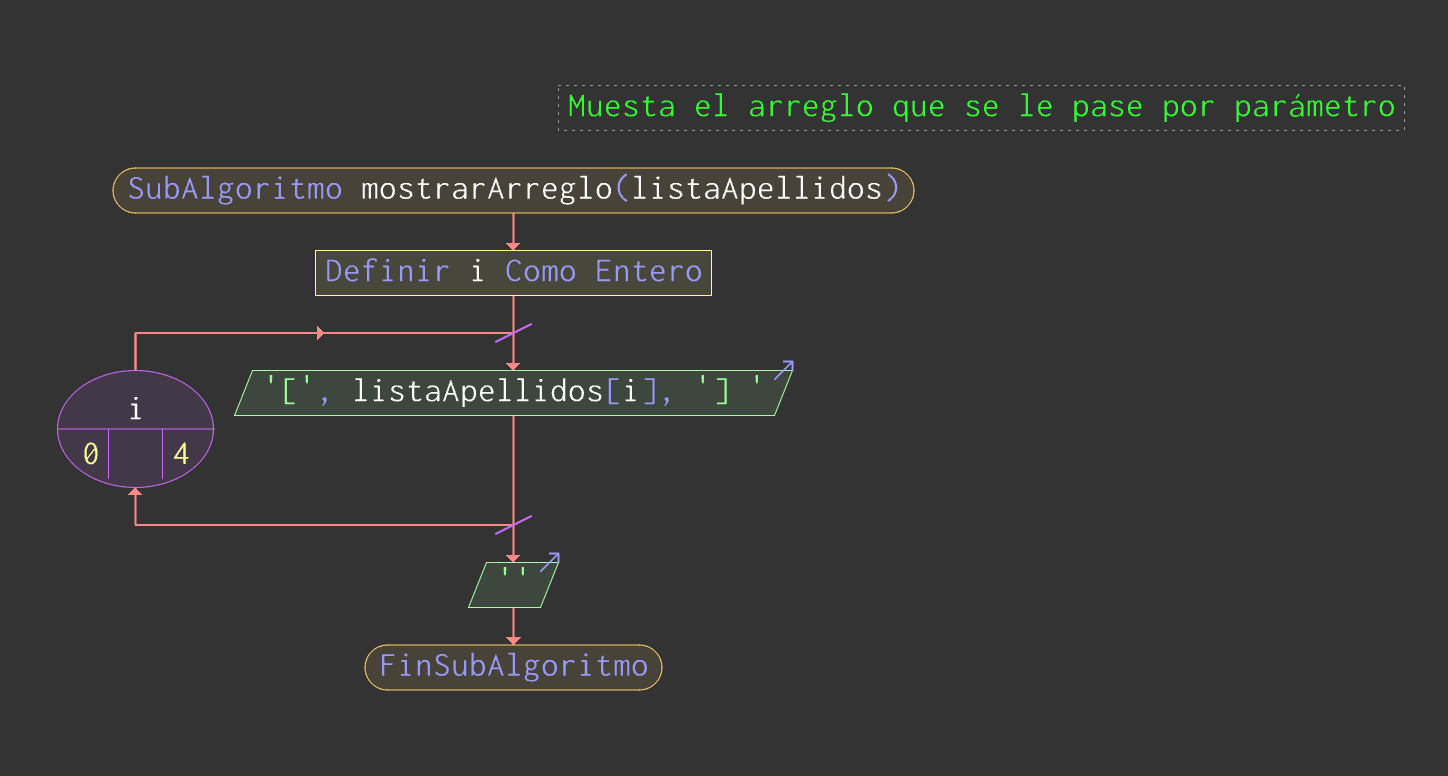 Muesta el arreglo que se le pase por parámetro
SubAlgoritmo mostrarArreglo(listaApellidos)
Definir i Como Entero
'[', listaApellidos[i], '] '
i
0 4
''
FinSubAlgoritmo